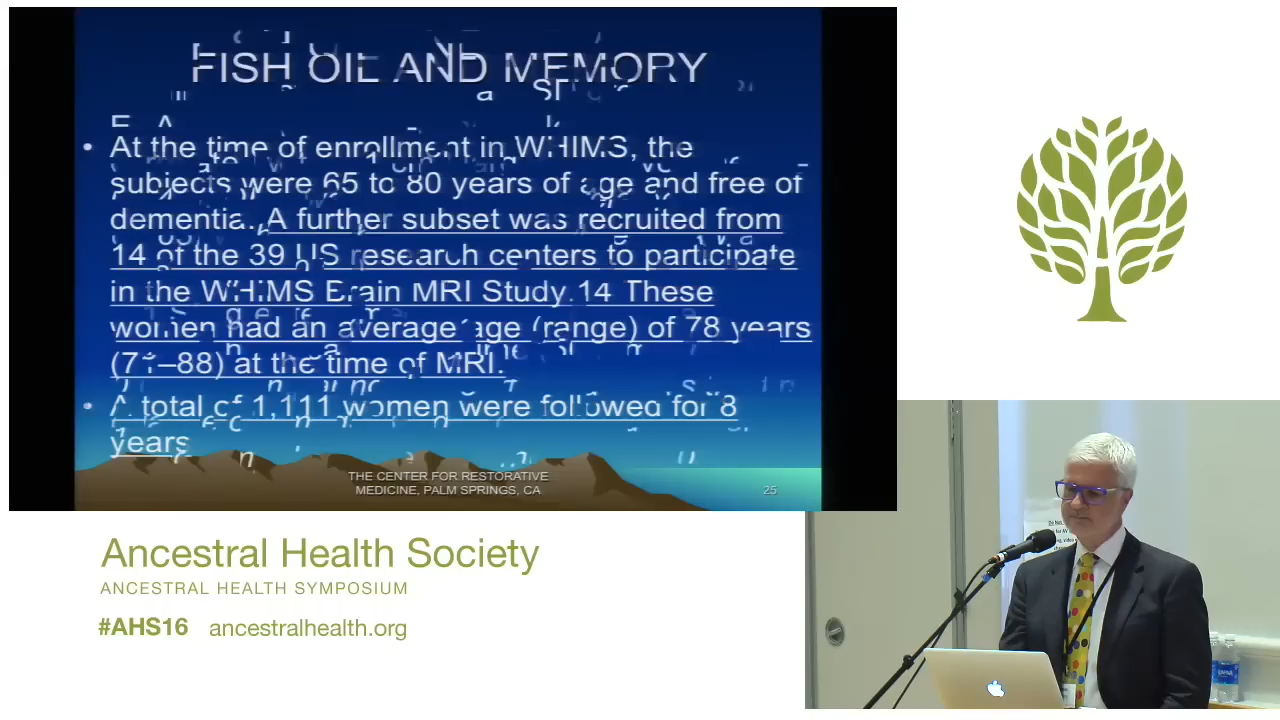 FISH OIL AND MEMORY
• At the time of enrollment in WHIMS, the
subjects were 65 to 80 years of age and free of
dementia. A further subset was recruited from
14 of the 39 US research centers to participate
in the WHIMS Brain MRI Study.14 These
women had an average age (range) of 78 years
(71–88) at the time of MRI.
• A total of 1,111 women were followed for 8
years
THE CENTER FOR RESTORATIVE
MEDICINE, PALM SPRINGS, CA
25
Ancestral Health Society
ANCESTRAL HEALTH SYMPOSIUM
#AHS16 ancestralhealth.org
Do Not